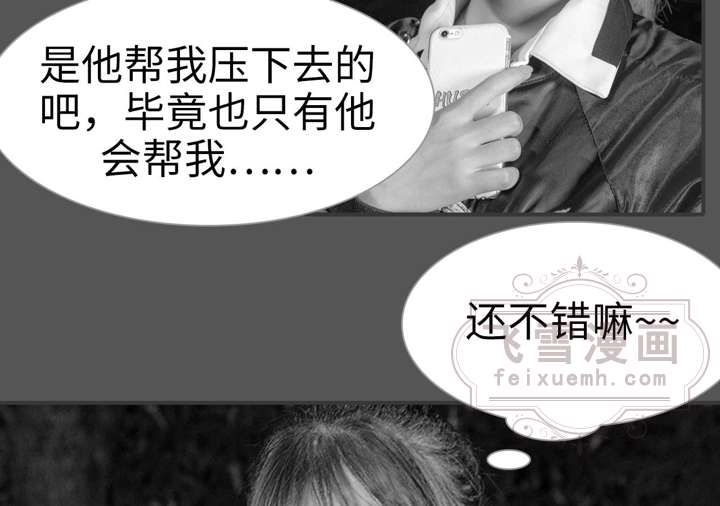 是他帮我压下去的
吧，毕竟也只有他
会帮我……
还不错嘛~~
飞雪漫画
feixuemh.com